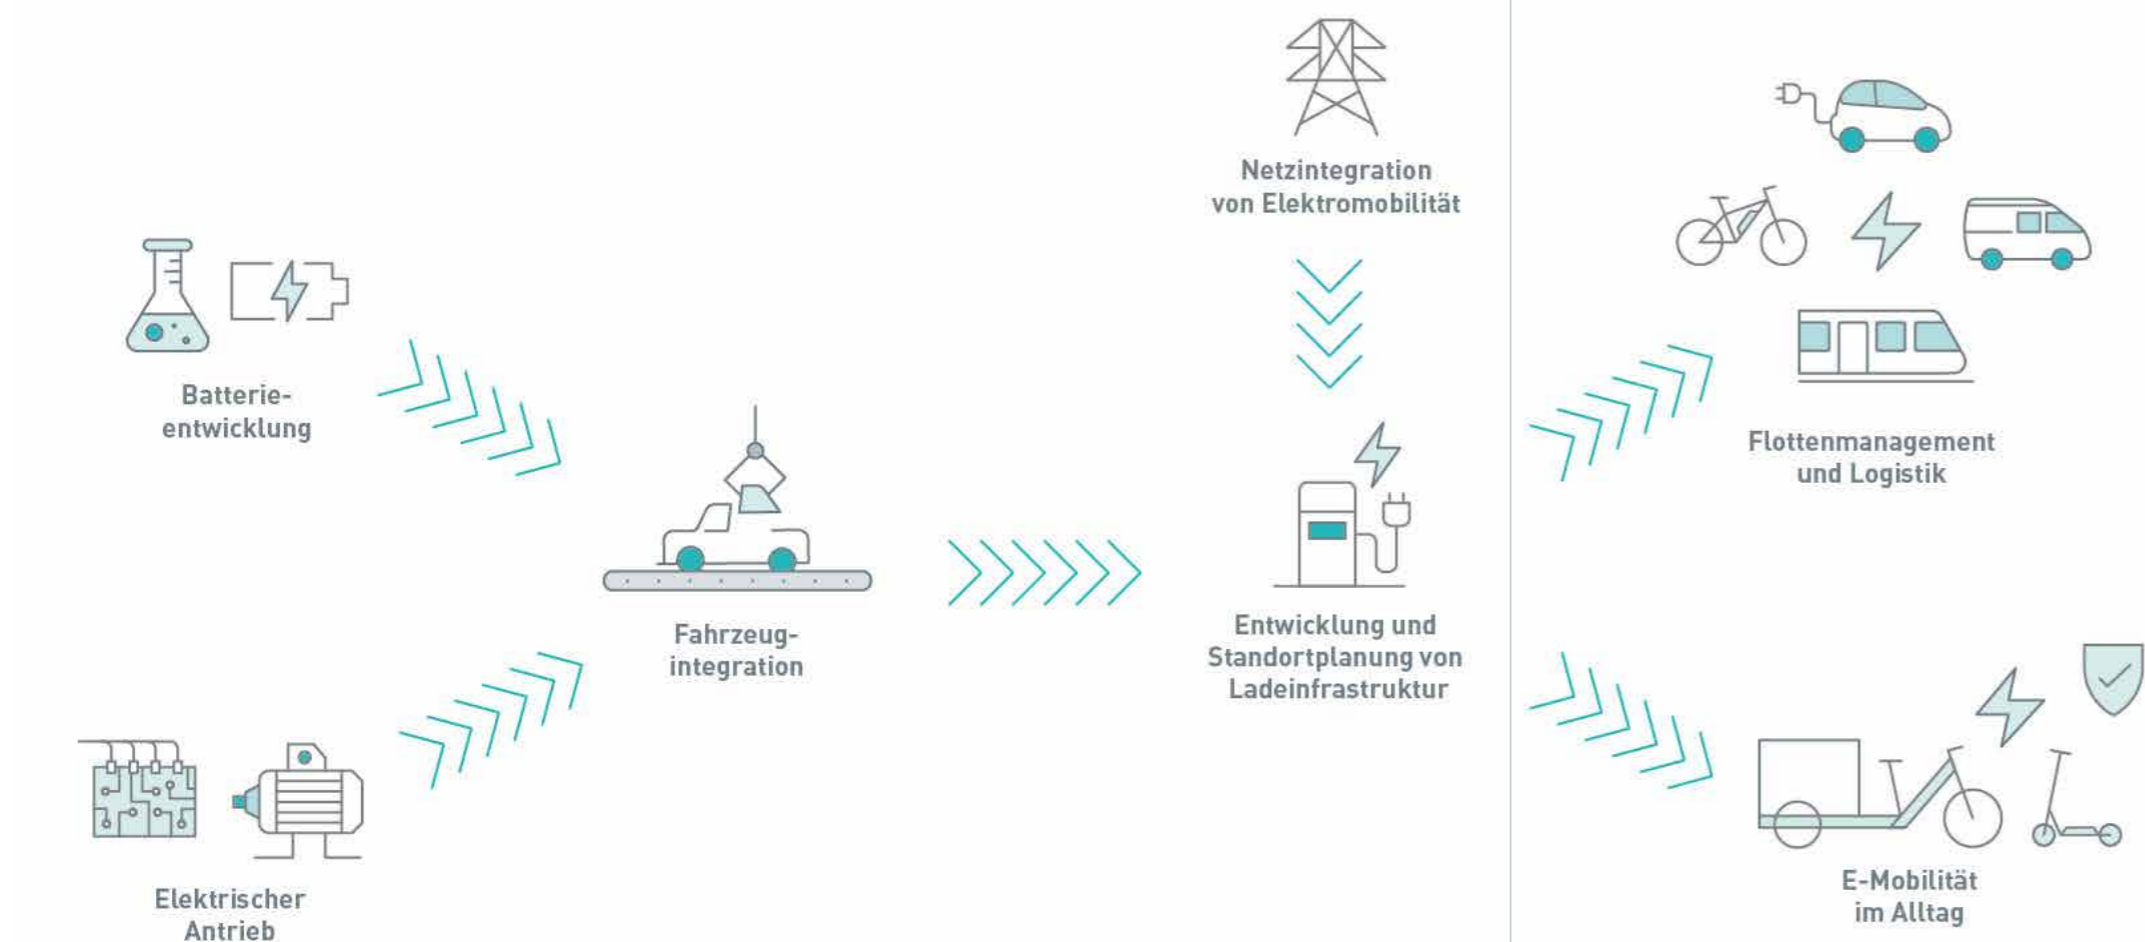 Netzintegration
von Elektromobilität
Batterie-
entwicklung
Flottenmanagement
und Logistik
Fahrzeug-
integration
Entwicklung und
Standortplanung von
Ladeinfrastruktur
Elektrischer
Antrieb
E-Mobilität
im Alltag